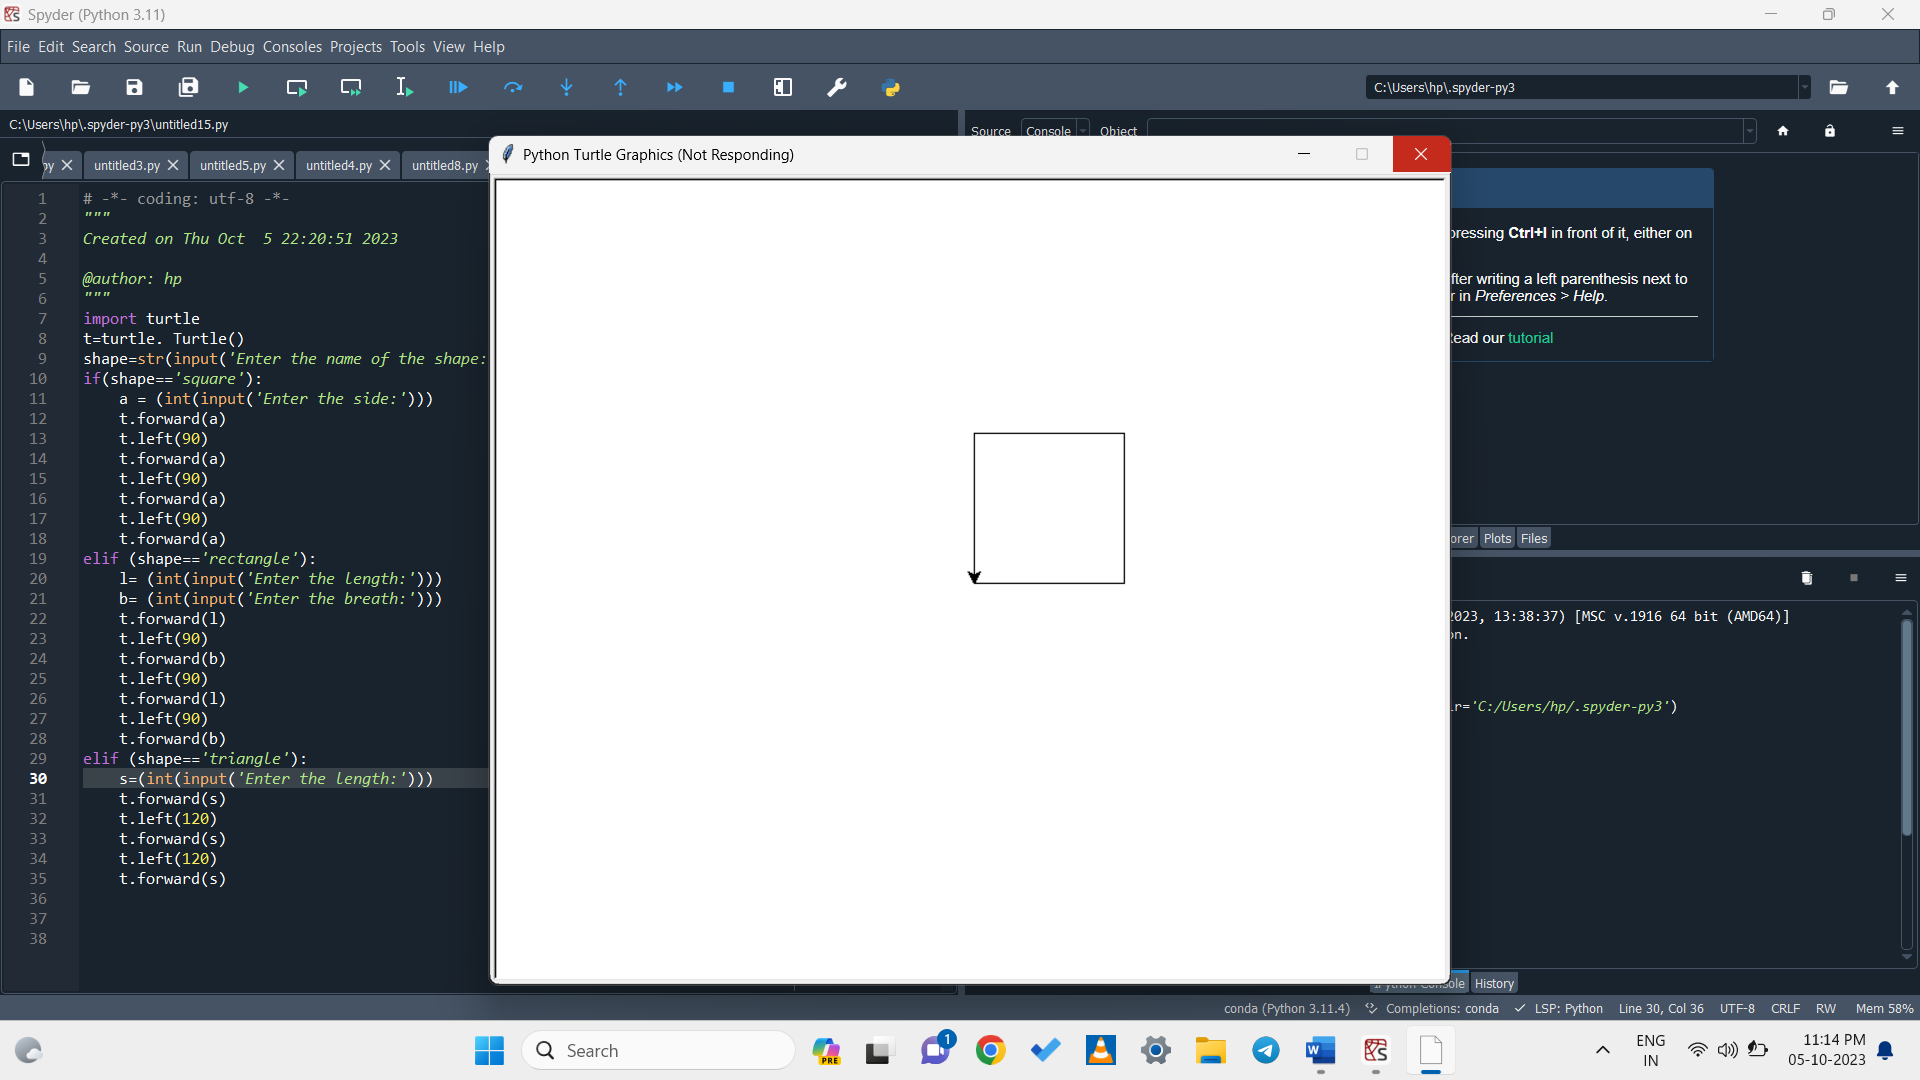 Spyder (Python 3.11)
File Edit Search Source Run Debug Consoles Projects Tools View Help
C:\Users\hp\.spyder-py3
C:\Users\hp\.spyder-py3\untitled15.py
Source Console Object
py untitled3.py untitled5.py untitled4.py untitled8.py
Python Turtle Graphics (Not Responding)
1 # -*- coding: utf-8 -*-
2 """
3 Created on Thu Oct  5 22:20:51 2023
4
5 @author: hp
6 """
7 import turtle
8 t=turtle. Turtle()
9 shape=str(input('Enter the name of the shape:
10 if(shape=='square'):
11 a = (int(input('Enter the side:')))
12 t.forward(a)
13 t.left(90)
14 t.forward(a)
15 t.left(90)
16 t.forward(a)
17 t.left(90)
18 t.forward(a)
19 elif (shape=='rectangle'):
20 l= (int(input('Enter the length:')))
21 b= (int(input('Enter the breath:')))
22 t.forward(l)
23 t.left(90)
24 t.forward(b)
25 t.left(90)
26 t.forward(l)
27 t.left(90)
28 t.forward(b)
29 elif (shape=='triangle'):
30 s=(int(input('Enter the length:')))
31 t.forward(s)
32 t.left(120)
33 t.forward(s)
34 t.left(120)
35 t.forward(s)
36
37
38
pressing Ctrl+I in front of it, either on
fter writing a left parenthesis next to
r in Preferences > Help.
Read our tutorial
orer Plots Files
2023, 13:38:37) [MSC v.1916 64 bit (AMD64)]
on.
ir='C:/Users/hp/.spyder-py3')
IPython Console History
conda (Python 3.11.4) Completions: conda LSP: Python Line 30, Col 36 UTF-8 CRLF RW Mem 58%
Search
PRE
1
ENG
IN
11:14 PM
05-10-2023